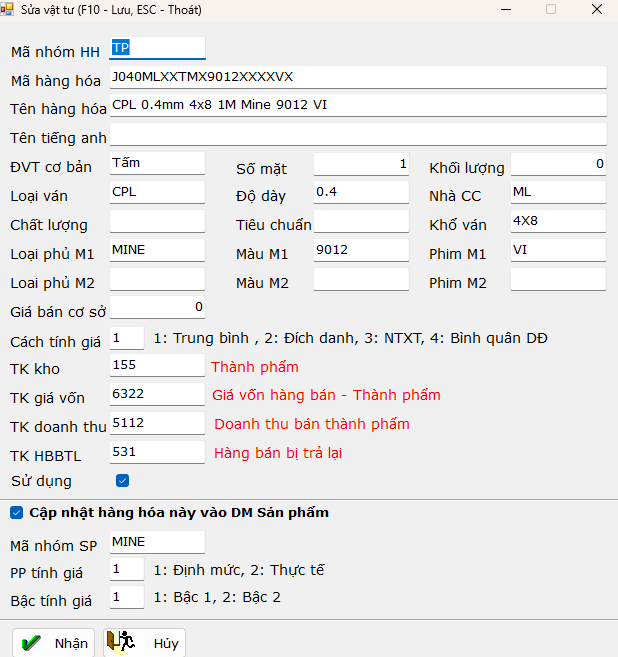 Sửa vật tư (F10 - Lưu, ESC - Thoát)
Mã nhóm HH TP
Mã hàng hóa J040MLXXTMX9012XXXXVX
Tên hàng hóa CPL 0.4mm 4x8 1M Mine 9012 VI
Tên tiếng anh
ĐVT cơ bản Tấm Số mặt 1 Khối lượng 0
Loại ván CPL Độ dày 0.4 Nhà CC ML
Chất lượng Tiêu chuẩn Khổ ván 4X8
Loại phủ M1 MINE Màu M1 9012 Phim M1 VI
Loai phủ M2 Màu M2 Phim M2
Giá bán cơ sở 0
Cách tính giá 1 1: Trung bình , 2: Đích danh, 3: NTXT, 4: Bình quân DĐ
TK kho 155 Thành phẩm
TK giá vốn 6322 Giá vốn hàng bán - Thành phẩm
TK doanh thu 5112 Doanh thu bán thành phẩm
TK HBBTL 531 Hàng bán bị trả lại
Sử dụng
Cập nhật hàng hóa này vào DM Sản phẩm
Mã nhóm SP MINE
PP tính giá 1 1: Định mức, 2: Thực tế
Bậc tính giá 1 1: Bậc 1, 2: Bậc 2
Nhận Hủy